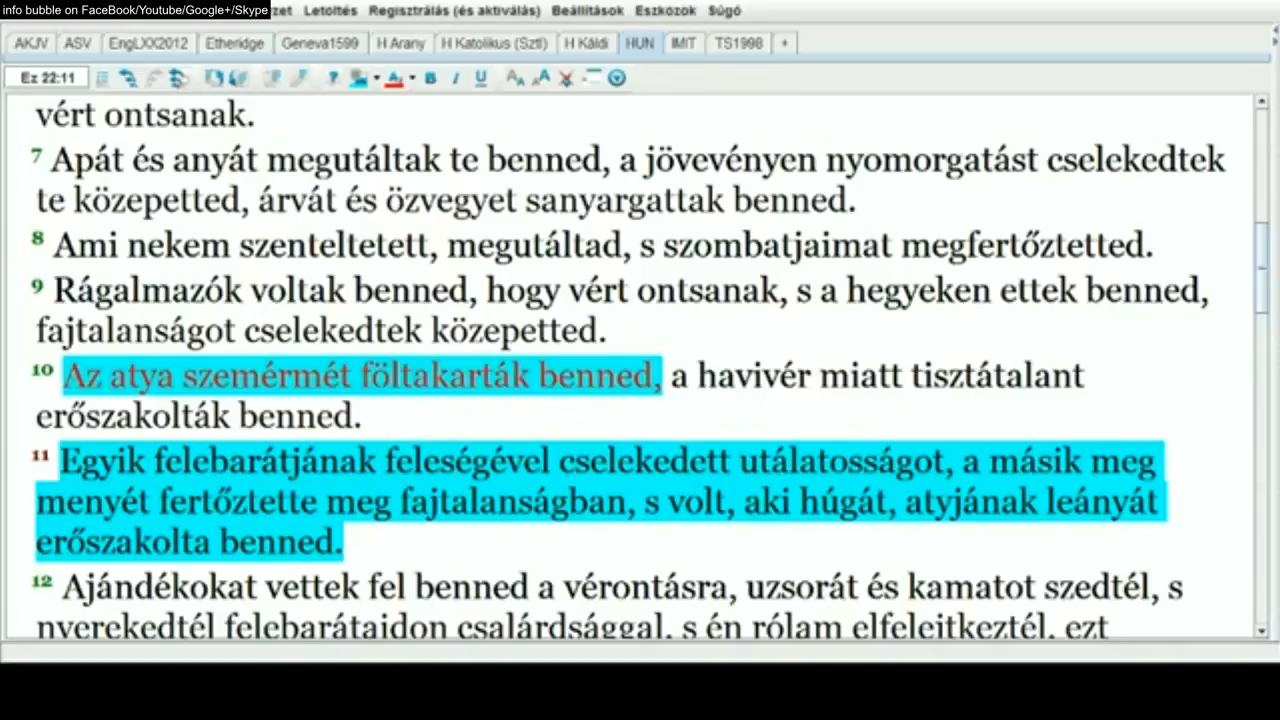 info bubble on FaceBook/Youtube/Google+/Skype
Letöltés Regisztrálás (és aktiválás) Beállítások Eszközök Súgó
AKJV ASV EngLXX2012 Etheridge Geneva1599 H Arany H Katolikus (SztI) H Káldi HUN IMIT TS1998 +
Ez 22:11
vért ontsanak.
7 Apát és anyát megutáltak te benned, a jövevényen nyomorgatást cselekedtek
te közepetted, árvát és özvegyet sanyargattak benned.
8 Ami nekem szenteltetett, megutáltad, s szombatjaimat megfertőztetted.
9 Rágalmazók voltak benned, hogy vért ontsanak, s a hegyeken ettek benned,
fajtalanságot cselekedtek közepetted.
10 Az atya szemérmét föltakarták benned, a havivér miatt tisztátalant
erőszakolták benned.
11 Egyik felebarátjának feleségével cselekedett utálatosságot, a másik meg
menyét fertőztette meg fajtalanságban, s volt, aki húgát, atyjának leányát
erőszakolta benned.
12 Ajándékokat vettek fel benned a vérontásra, uzsorát és kamatot szedtél, s
nyerekedtél felebarátaidon csalárdsággal, s én rólam elfelejtkeztél, ezt